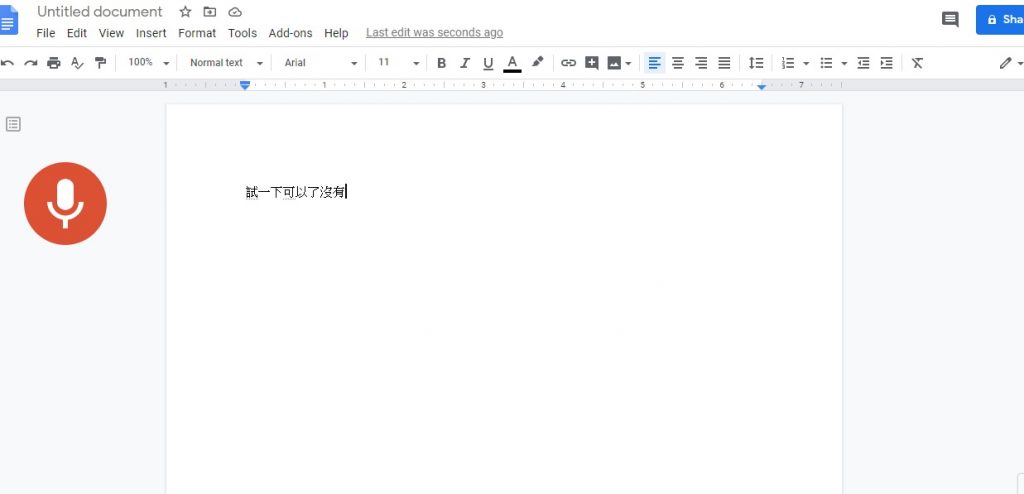 Untitled document
File Edit View Insert Format Tools Add-ons Help Last edit was seconds ago
Sha
100% Normal text Arial 11 B I U A
1 1 2 3 4 5 6 7
試一下可以了沒有